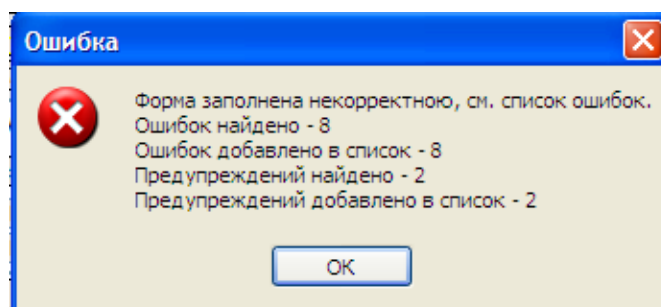 Ошибка
Форма заполнена некорректною, см. список ошибок.
Ошибок найдено - 8
Ошибок добавлено в список - 8
Предупреждений найдено - 2
Предупреждений добавлено в список - 2
ОК